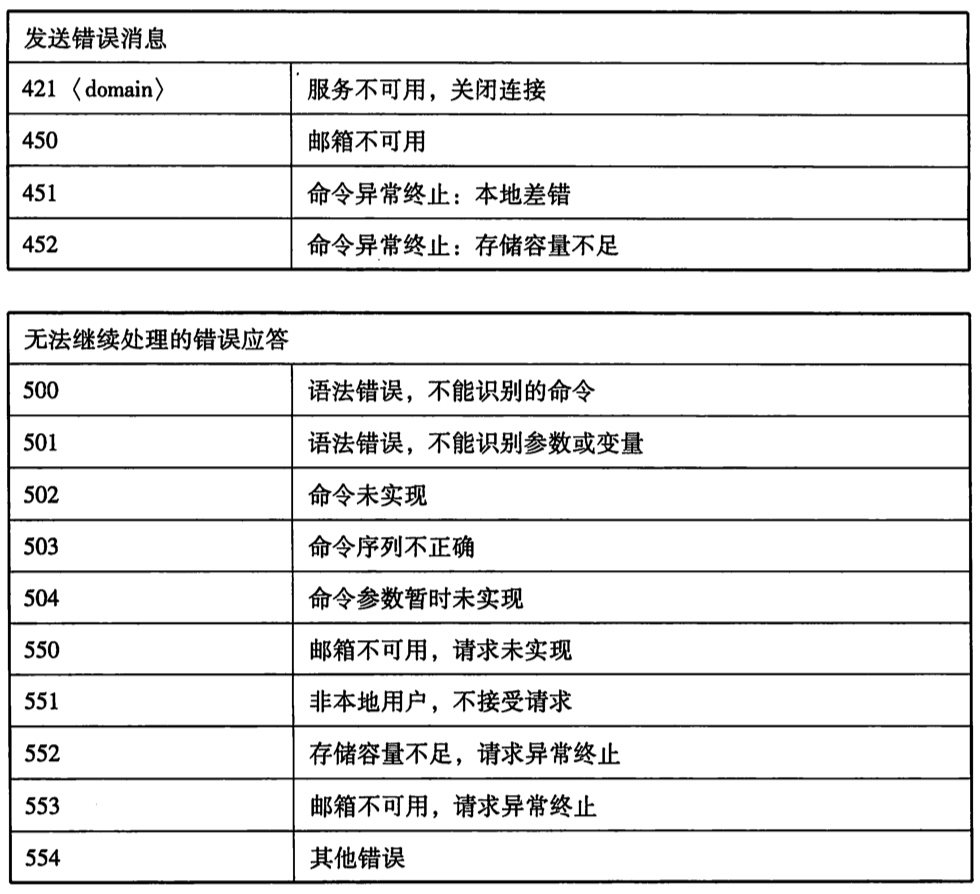 发送错误消息
421〈domain〉 服务不可用，关闭连接
450 邮箱不可用
451 命令异常终止：本地差错
452 命令异常终止：存储容量不足
无法继续处理的错误应答
500 语法错误，不能识别的命令
501 语法错误，不能识别参数或变量
502 命令未实现
503 命令序列不正确
504 命令参数暂时未实现
550 邮箱不可用，请求未实现
551 非本地用户，不接受请求
552 存储容量不足，请求异常终止
553 邮箱不可用，请求异常终止
554 其他错误